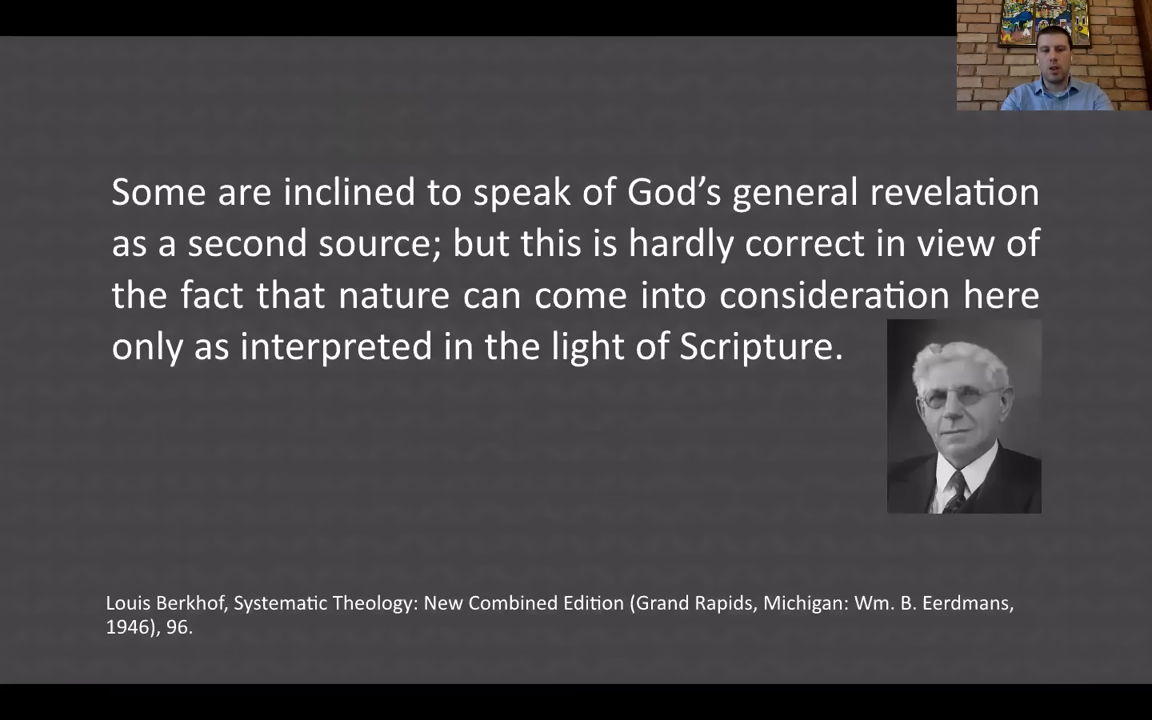 Some are inclined to speak of God’s general revelation
as a second source; but this is hardly correct in view of
the fact that nature can come into consideration here
only as interpreted in the light of Scripture.
Louis Berkhof, Systematic Theology: New Combined Edition (Grand Rapids, Michigan: Wm. B. Eerdmans,
1946), 96.